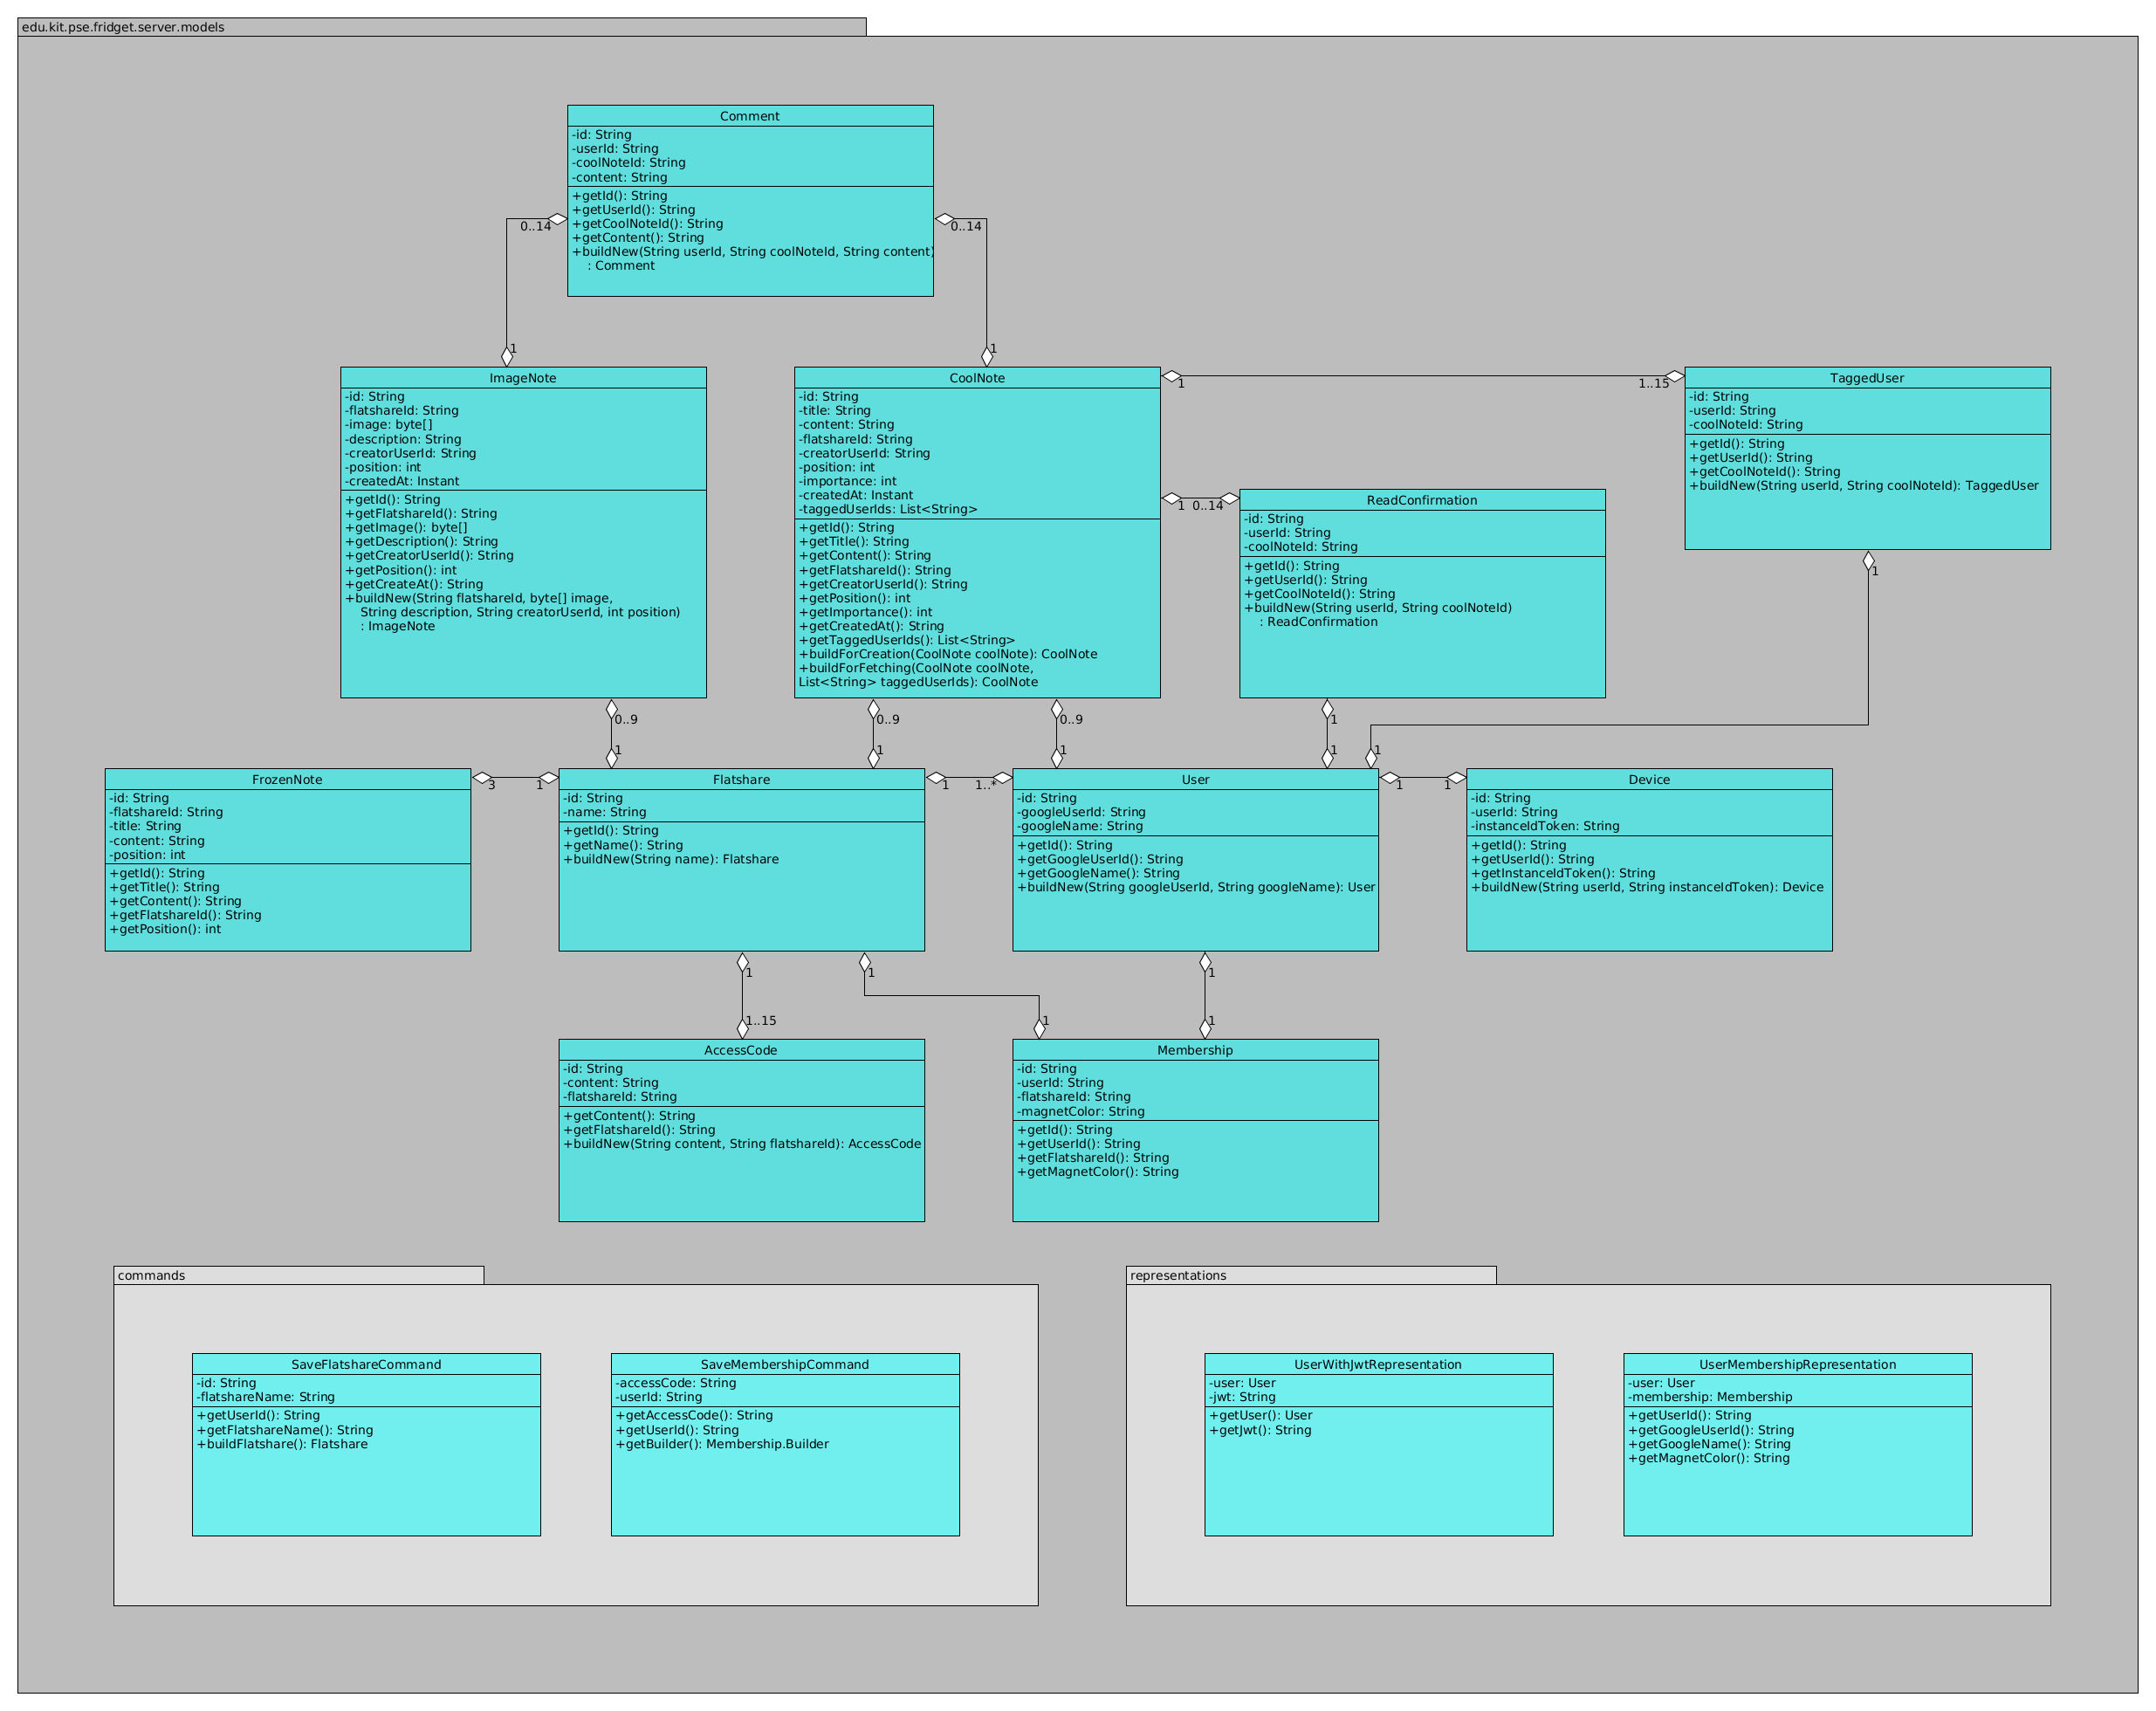 edu.kit.pse.fridget.server.models
Comment
-id: String
-userId: String
-coolNoteId: String
-content: String
+getId(): String
+getUserId(): String
+getCoolNoteId(): String
+getContent(): String
+buildNew(String userId, String coolNoteId, String content)
: Comment
0..14
0..14
1
1
ImageNote
-id: String
-flatshareId: String
-image: byte[]
-description: String
-creatorUserId: String
-position: int
-createdAt: Instant
+getId(): String
+getFlatshareId(): String
+getImage(): byte[]
+getDescription(): String
+getCreatorUserId(): String
+getPosition(): int
+getCreateAt(): String
+buildNew(String flatshareId, byte[] image,
String description, String creatorUserId, int position)
: ImageNote
CoolNote
-id: String
-title: String
-content: String
-flatshareId: String
-creatorUserId: String
-position: int
-importance: int
-createdAt: Instant
-taggedUserIds: List<String>
+getId(): String
+getTitle(): String
+getContent(): String
+getFlatshareId(): String
+getCreatorUserId(): String
+getPosition(): int
+getImportance(): int
+getCreatedAt(): String
+getTaggedUserIds(): List<String>
+buildForCreation(CoolNote coolNote): CoolNote
+buildForFetching(CoolNote coolNote,
List<String> taggedUserIds): CoolNote
1
1..15
TaggedUser
-id: String
-userId: String
-coolNoteId: String
+getId(): String
+getUserId(): String
+getCoolNoteId(): String
+buildNew(String userId, String coolNoteId): TaggedUser
1
0..14
ReadConfirmation
-id: String
-userId: String
-coolNoteId: String
+getId(): String
+getUserId(): String
+getCoolNoteId(): String
+buildNew(String userId, String coolNoteId)
: ReadConfirmation
1
0..9
0..9
0..9
1
1
1
1
1
1
FrozenNote
-id: String
-flatshareId: String
-title: String
-content: String
-position: int
+getId(): String
+getTitle(): String
+getContent(): String
+getFlatshareId(): String
+getPosition(): int
3
1
Flatshare
-id: String
-name: String
+getId(): String
+getName(): String
+buildNew(String name): Flatshare
1
1..*
User
-id: String
-googleUserId: String
-googleName: String
+getId(): String
+getGoogleUserId(): String
+getGoogleName(): String
+buildNew(String googleUserId, String googleName): User
1
1
Device
-id: String
-userId: String
-instanceIdToken: String
+getId(): String
+getUserId(): String
+getInstanceIdToken(): String
+buildNew(String userId, String instanceIdToken): Device
1
1
1
1..15
1
1
AccessCode
-id: String
-content: String
-flatshareId: String
+getContent(): String
+getFlatshareId(): String
+buildNew(String content, String flatshareId): AccessCode
Membership
-id: String
-userId: String
-flatshareId: String
-magnetColor: String
+getId(): String
+getUserId(): String
+getFlatshareId(): String
+getMagnetColor(): String
commands
SaveFlatshareCommand
-id: String
-flatshareName: String
+getUserId(): String
+getFlatshareName(): String
+buildFlatshare(): Flatshare
SaveMembershipCommand
-accessCode: String
-userId: String
+getAccessCode(): String
+getUserId(): String
+getBuilder(): Membership.Builder
representations
UserWithJwtRepresentation
-user: User
-jwt: String
+getUser(): User
+getJwt(): String
UserMembershipRepresentation
-user: User
-membership: Membership
+getUserId(): String
+getGoogleUserId(): String
+getGoogleName(): String
+getMagnetColor(): String